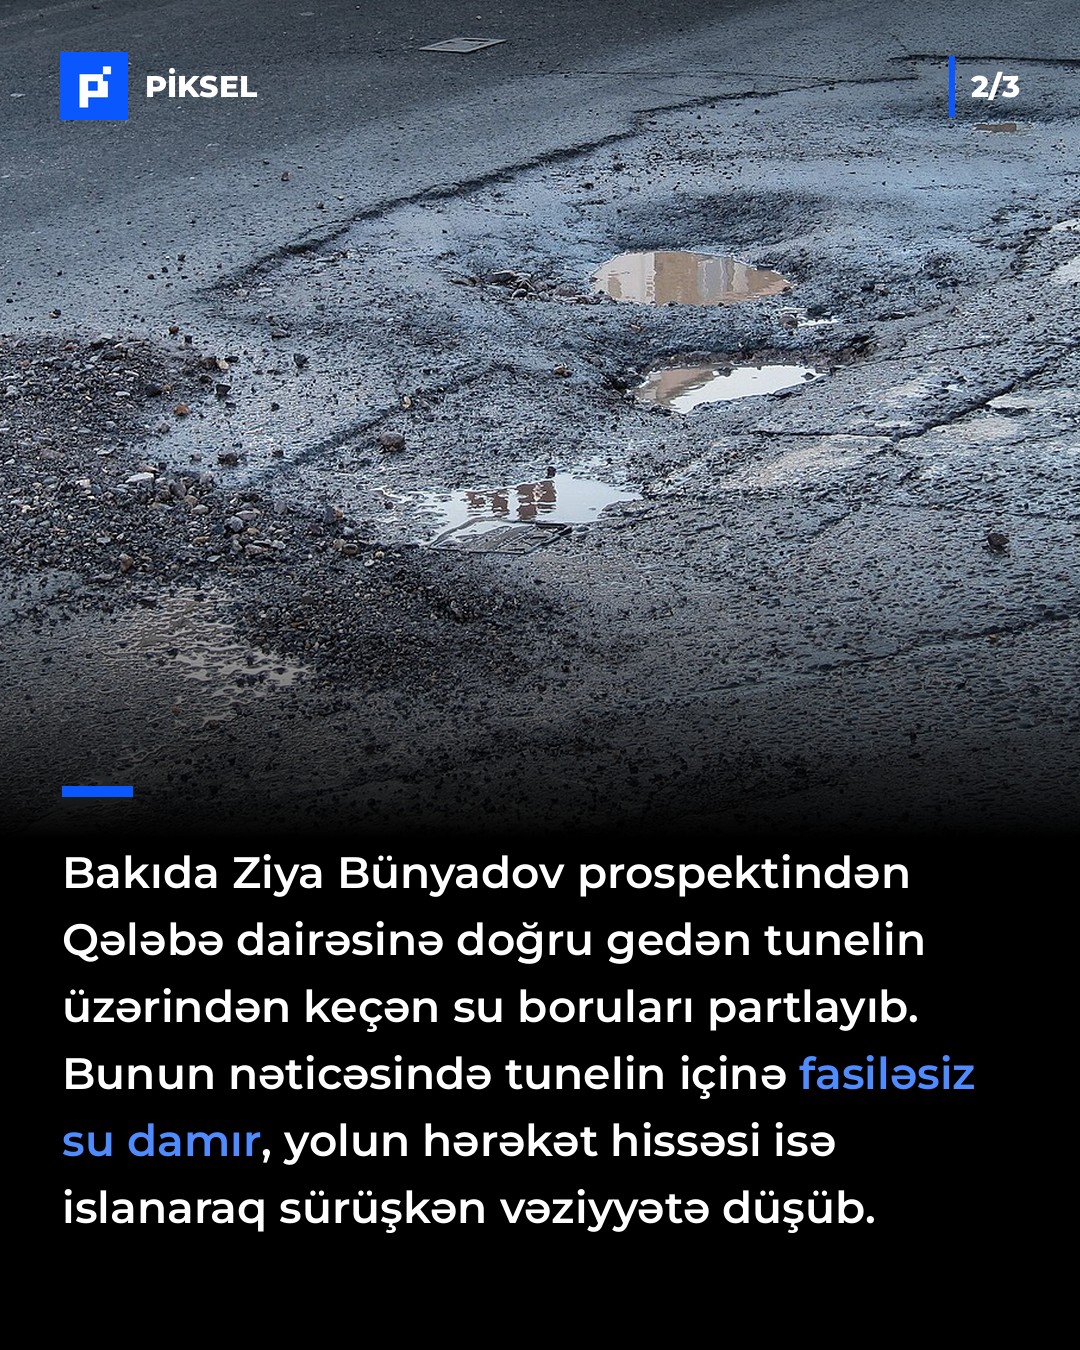 PİKSEL
2/3
Bakıda Ziya Bünyadov prospektindən
Qələbə dairəsinə doğru gedən tunelin
üzərindən keçən su boruları partlayıb.
Bunun nəticəsində tunelin içinə fasiləsiz
su damır, yolun hərəkət hissəsi isə
islanaraq sürüşkən vəziyyətə düşüb.